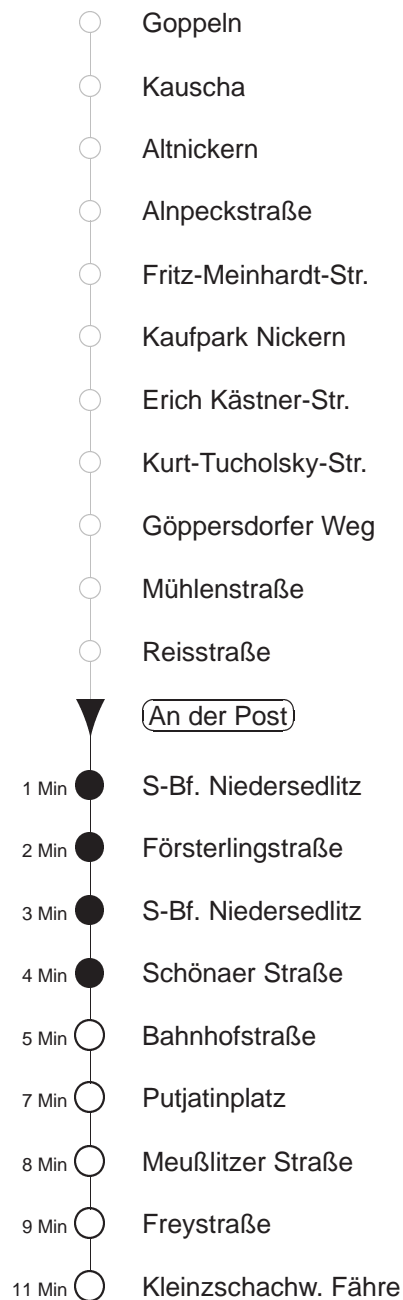 Goppeln
Kauscha
Altnickern
Alnpeckstraße
Fritz-Meinhardt-Str.
Kaufpark Nickern
Erich Kästner-Str.
Kurt-Tucholsky-Str.
Göppersdorfer Weg
Mühlenstraße
Reisstraße
An der Post
1 Min S-Bf. Niedersedlitz
2 Min Försterlingstraße
3 Min S-Bf. Niedersedlitz
4 Min Schönaer Straße
5 Min Bahnhofstraße
7 Min Putjatinplatz
8 Min Meußlitzer Straße
9 Min Freystraße
11 Min Kleinzschachw. Fähre